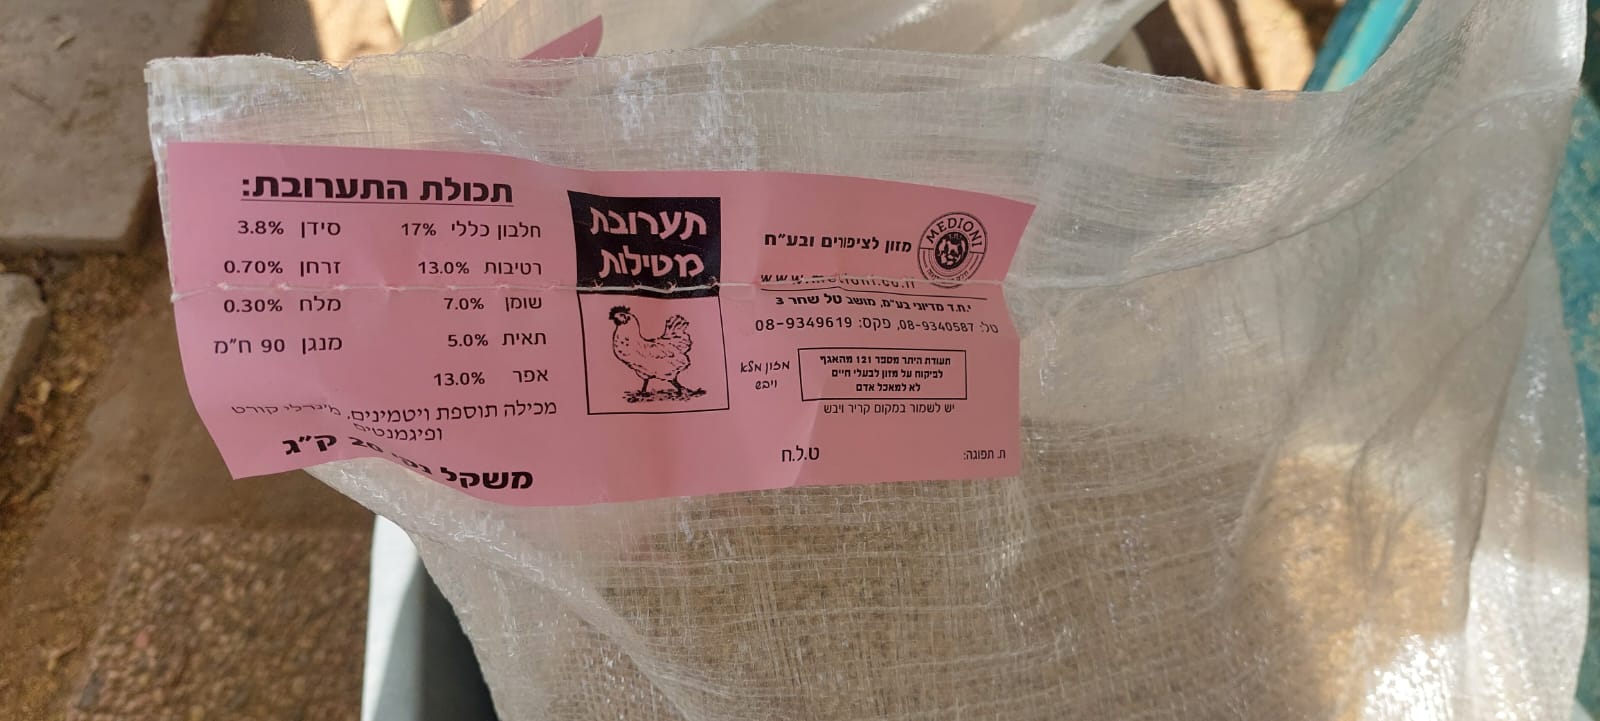 MEDIONI
מזון לציפורים ובע"ח
www.medioni.co.il
י.ח.ד מדיוני בע"מ, מושב טל שחר 3
טל: 08-9340587, פקס: 08-9349619
תעודת היתר מספר 121 מהאגף
לפיקוח על מזון לבעלי חיים
לא למאכל אדם
מזון מלא
ויבש
יש לשמור במקום קריר ויבש
ת. תפוגה:
ט.ל.ח
תערובת
מטילות
תכולת התערובת:
חלבון כללי 17%
רטיבות 13.0%
שומן 7.0%
תאית 5.0%
אפר 13.0%
סידן 3.8%
זרחן 0.70%
מלח 0.30%
מנגן 90 ח"מ
מכילה תוספת ויטמינים, מינרלי קורט
ופיגמנטים
משקל נטו 20 ק"ג